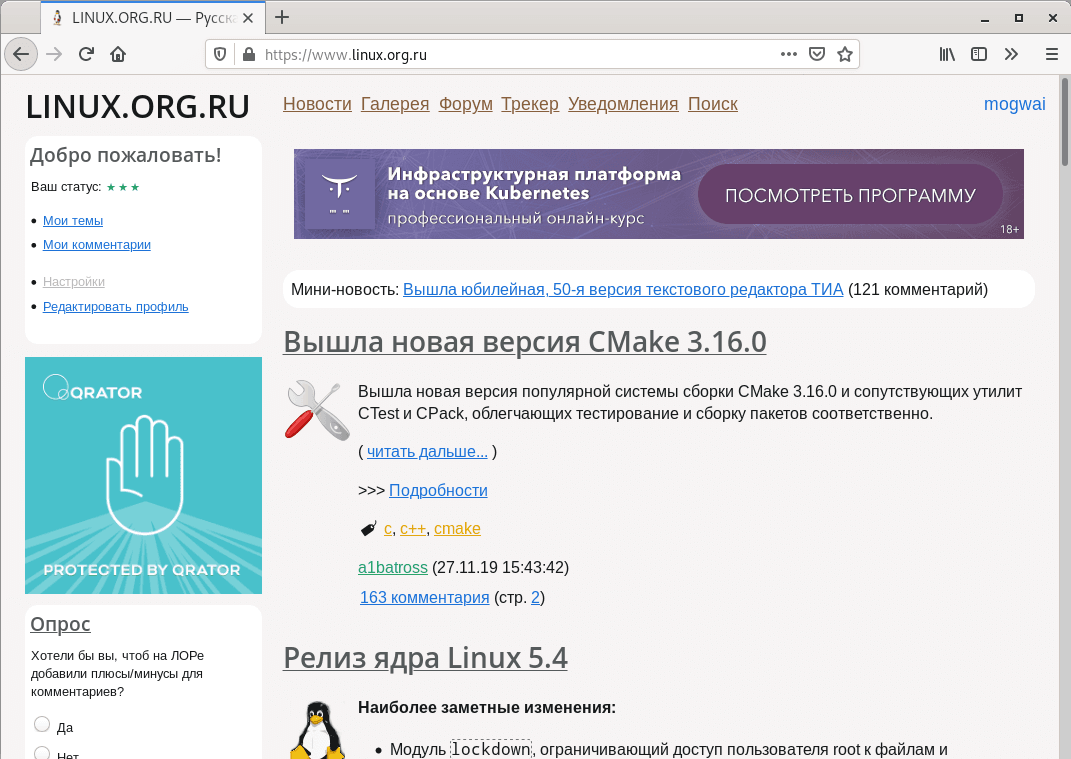 LINUX.ORG.RU — Русска
https://www.linux.org.ru
LINUX.ORG.RU
Новости Галерея Форум Трекер Уведомления Поиск
mogwai
Добро пожаловать!
Ваш статус: ★ ★ ★
Мои темы
Мои комментарии
Настройки
Редактировать профиль
QRATOR
PROTECTED BY QRATOR
Опрос
Хотели бы вы, чтоб на ЛОРе
добавили плюсы/минусы для
комментариев?
Да
Нет
Инфраструктурная платформа
на основе Kubernetes
профессиональный онлайн-курс
ПОСМОТРЕТЬ ПРОГРАММУ
18+
Мини-новость: Вышла юбилейная, 50-я версия текстового редактора ТИА (121 комментарий)
Вышла новая версия CMake 3.16.0
Вышла новая версия популярной системы сборки CMake 3.16.0 и сопутствующих утилит
CTest и CPack, облегчающих тестирование и сборку пакетов соответственно.
( читать дальше... )
>>> Подробности
c, c++, cmake
a1batross (27.11.19 15:43:42)
163 комментария (стр. 2)
Релиз ядра Linux 5.4
Наиболее заметные изменения:
Модуль lockdown, ограничивающий доступ пользователя root к файлам и